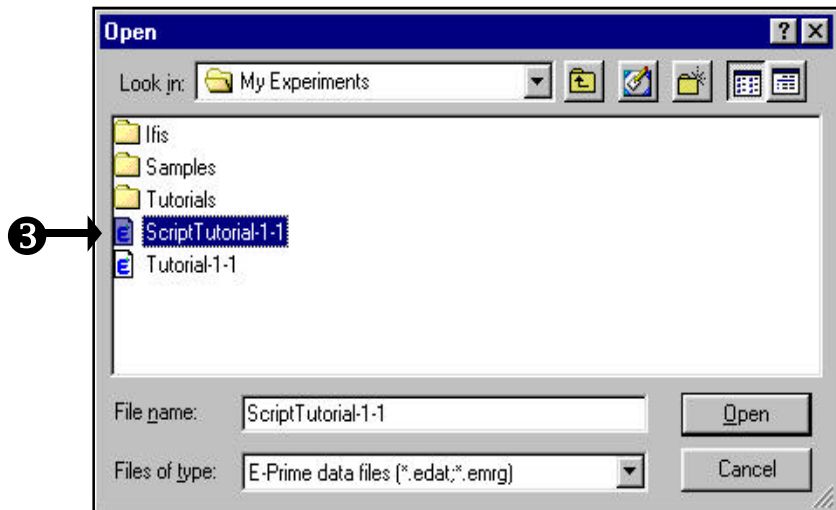 Open
Look in: My Experiments
Ifis
Samples
Tutorials
3 ScriptTutorial-1-1
Tutorial-1-1
File name: ScriptTutorial-1-1 Open
Files of type: E-Prime data files (*.edat;*.emrg) Cancel